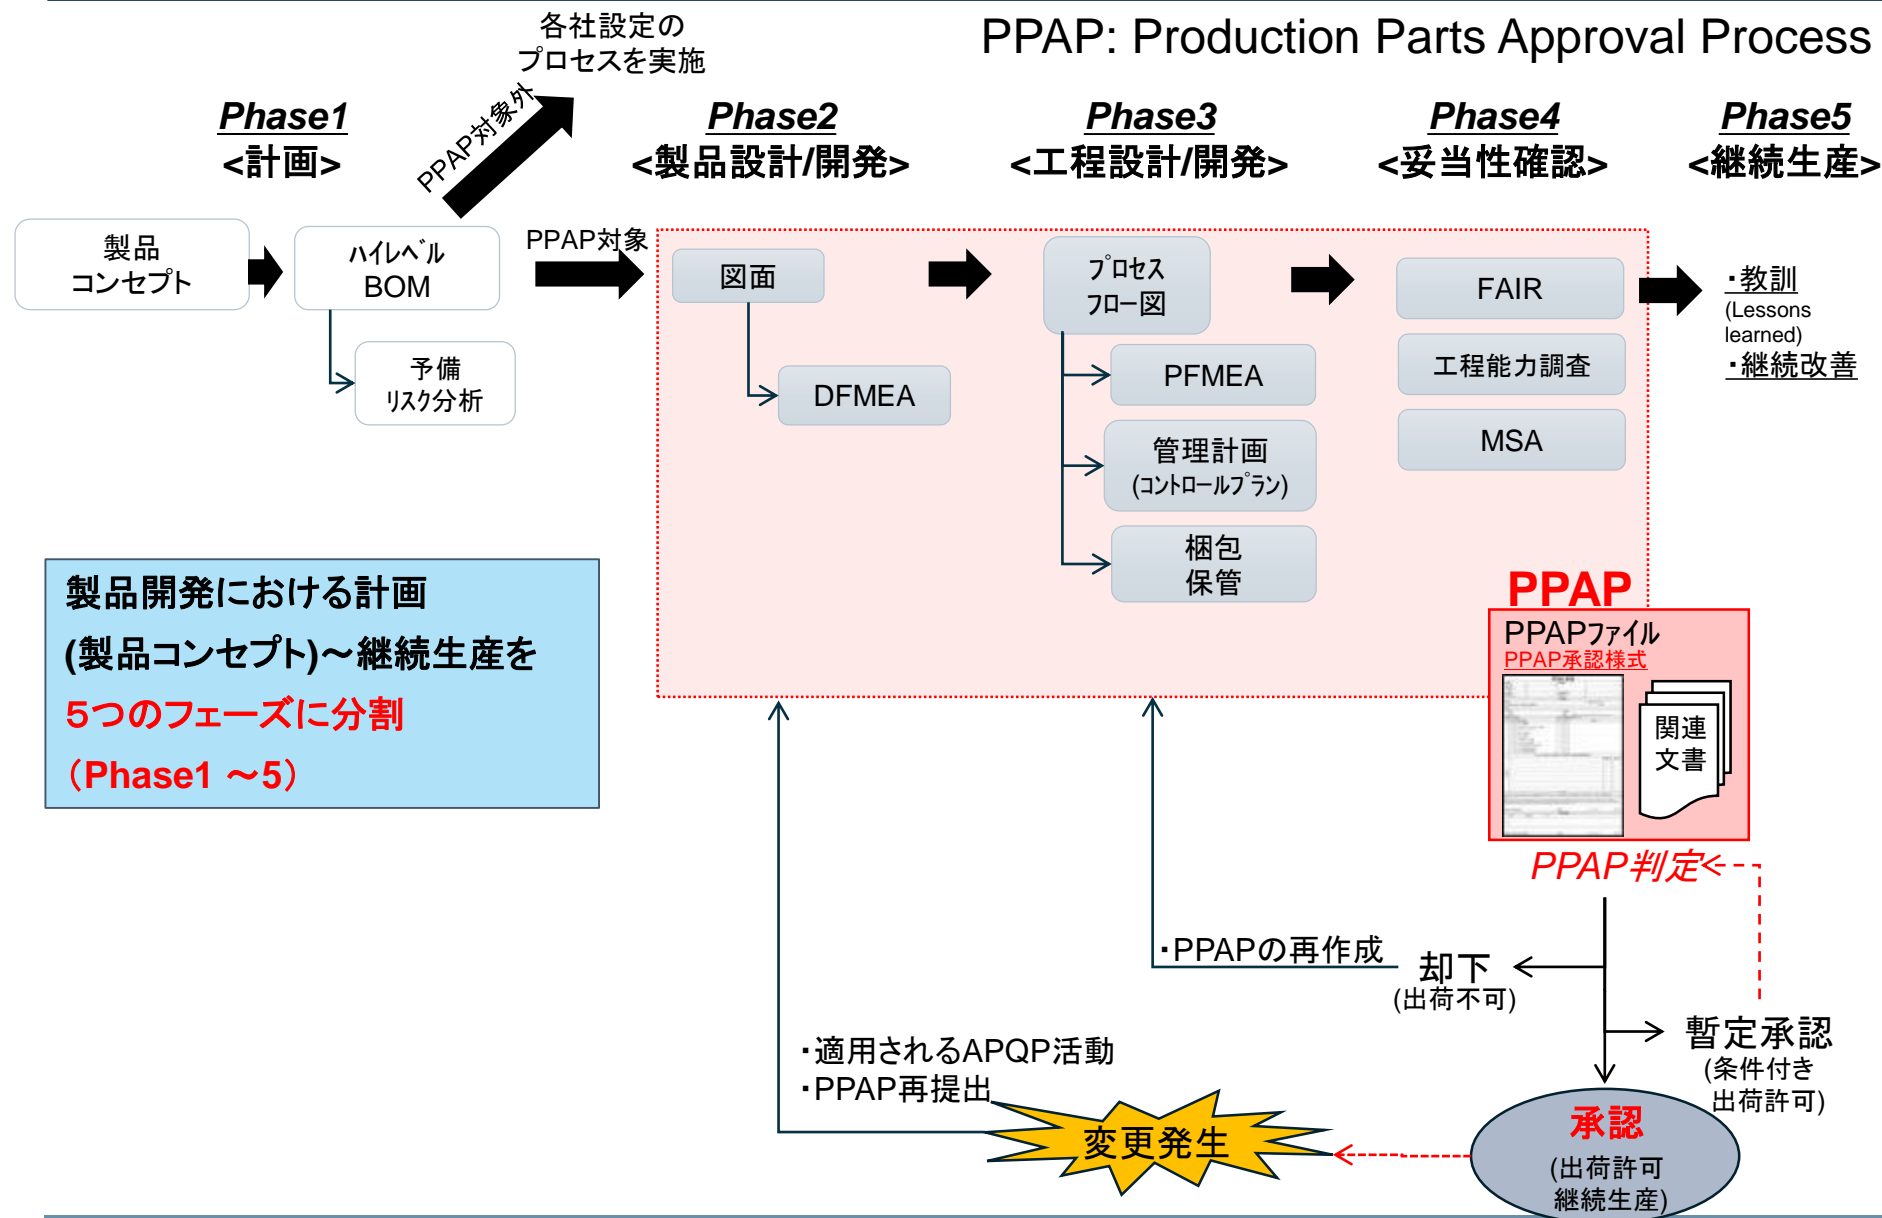 各社設定の
プロセスを実施
PPAP: Production Parts Approval Process
PPAP対象外
Phase1
<計画>
Phase2
<製品設計/開発>
Phase3
<工程設計/開発>
Phase4
<妥当性確認>
Phase5
<継続生産>
製品
コンセプト
ﾊｲﾚﾍﾞﾙ
BOM
予備
ﾘｽｸ分析
PPAP対象
図面
DFMEA
ﾌﾟﾛｾｽ
ﾌﾛｰ図
PFMEA
管理計画
(ｺﾝﾄﾛｰﾙﾌﾟﾗﾝ)
梱包
保管
FAIR
工程能力調査
MSA
・教訓
(Lessons
learned)
・継続改善
製品開発における計画
(製品コンセプト)～継続生産を
５つのフェーズに分割
（Phase1 ～5）
PPAP
PPAPﾌｧｲﾙ
PPAP承認様式
関連
文書
PPAP判定
・PPAPの再作成
却下
(出荷不可)
暫定承認
(条件付き
出荷許可)
・適用されるAPQP活動
・PPAP再提出
変更発生
承認
(出荷許可
継続生産)